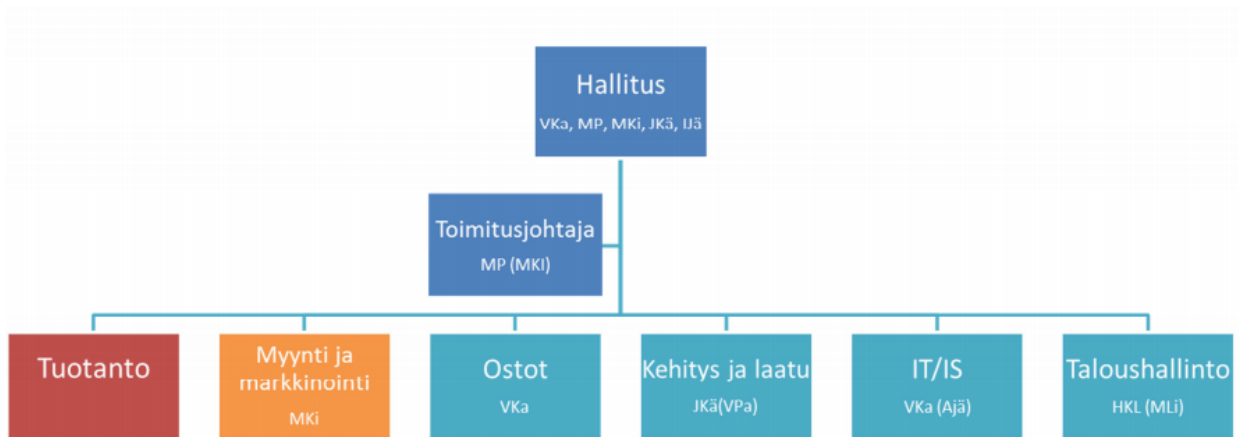 Hallitus
VKa, MP, MKi, JKä, IJä
Toimitusjohtaja
MP (MKI)
Tuotanto
Myynti ja
markkinointi
MKi
Ostot
VKa
Kehitys ja laatu
JKä(VPa)
IT/IS
VKa (Ajä)
Taloushallinto
HKL (MLi)